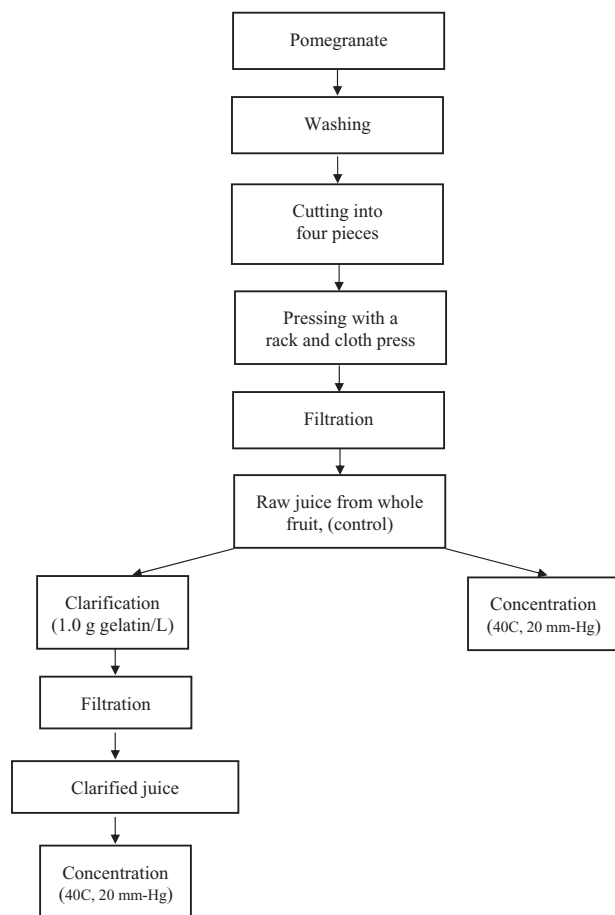 Pomegranate
Washing
Cutting into
four pieces
Pressing with a
rack and cloth press
Filtration
Raw juice from whole
fruit, (control)
Clarification
(1.0 g gelatin/L)
Concentration
(40C, 20 mm-Hg)
Filtration
Clarified juice
Concentration
(40C, 20 mm-Hg)